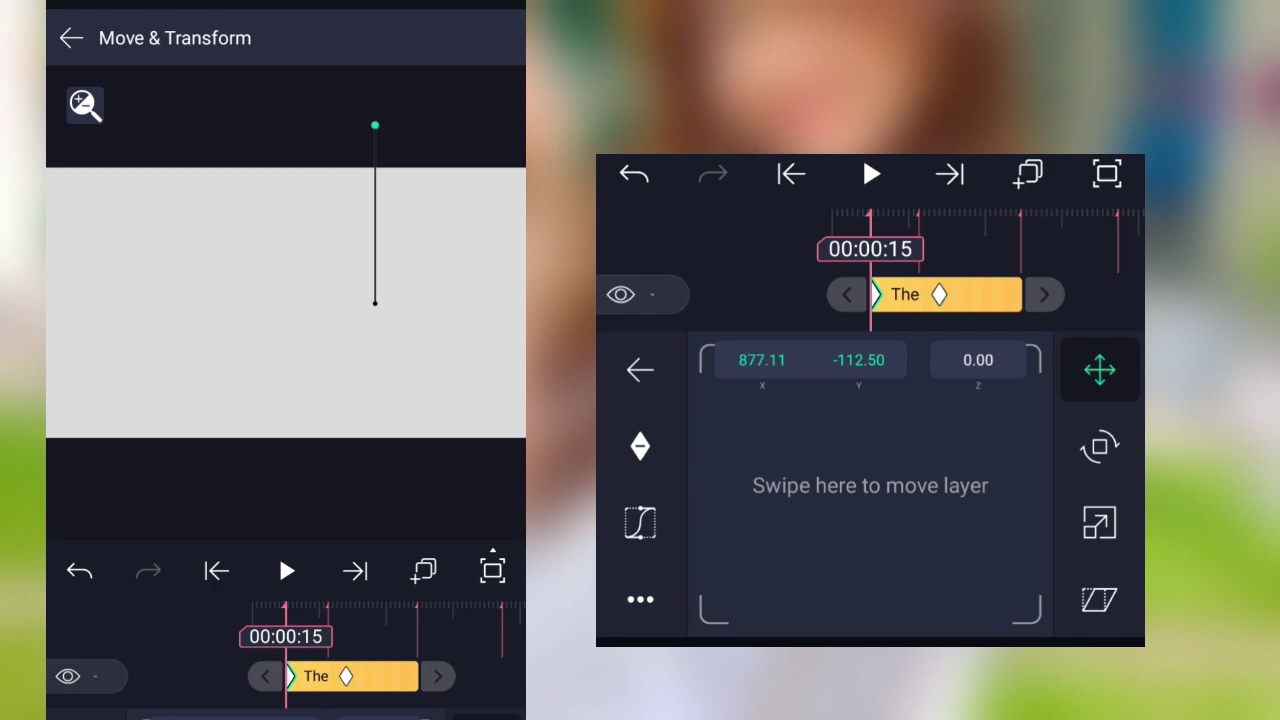 Move & Transform
00:00:15
The
00:00:15
The
877.11 -112.50 0.00
X Y Z
Swipe here to move layer